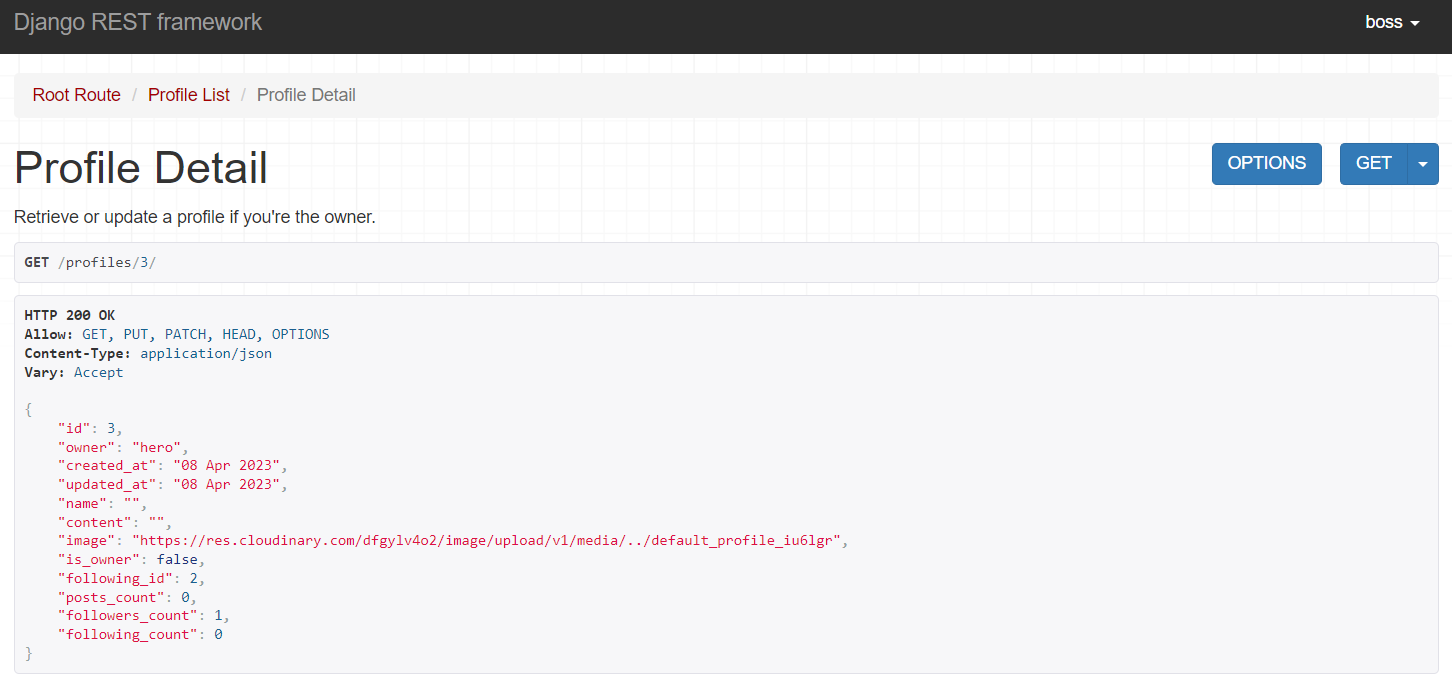 Django REST framework
boss
Root Route / Profile List / Profile Detail
Profile Detail
OPTIONS
GET
Retrieve or update a profile if you're the owner.
GET /profiles/3/
HTTP 200 OK
Allow: GET, PUT, PATCH, HEAD, OPTIONS
Content-Type: application/json
Vary: Accept
{
    "id": 3,
    "owner": "hero",
    "created_at": "08 Apr 2023",
    "updated_at": "08 Apr 2023",
    "name": "",
    "content": "",
    "image": "https://res.cloudinary.com/dfgylv4o2/image/upload/v1/media/../default_profile_iu6lgr",
    "is_owner": false,
    "following_id": 2,
    "posts_count": 0,
    "followers_count": 1,
    "following_count": 0
}